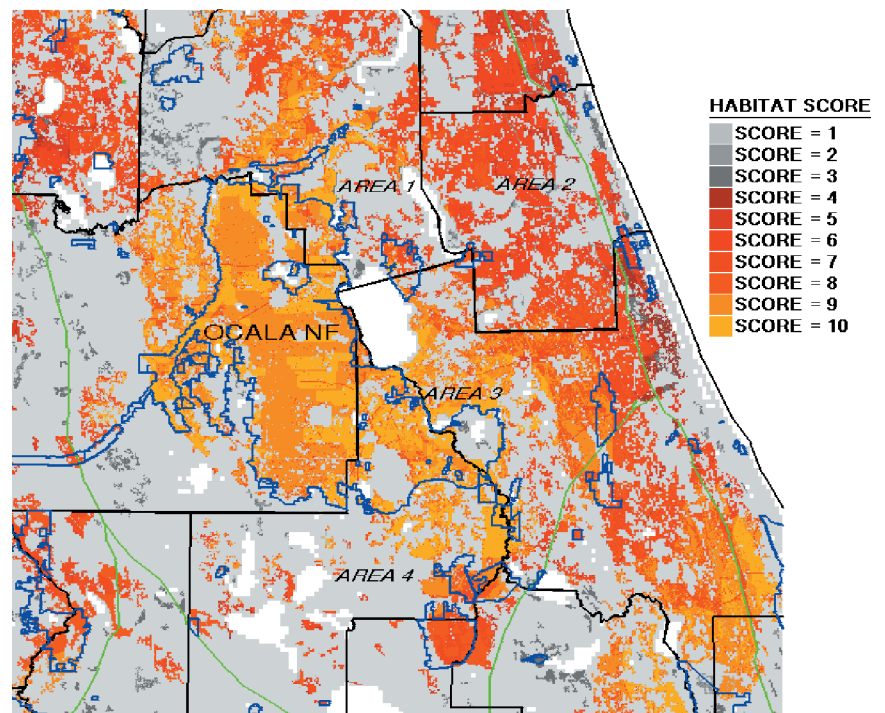 HABITAT SCORE
SCORE = 1
SCORE = 2
SCORE = 3
SCORE = 4
SCORE = 5
SCORE = 6
SCORE = 7
SCORE = 8
SCORE = 9
SCORE = 10
AREA 1
AREA 2
OCALA NF
AREA 3
AREA 4